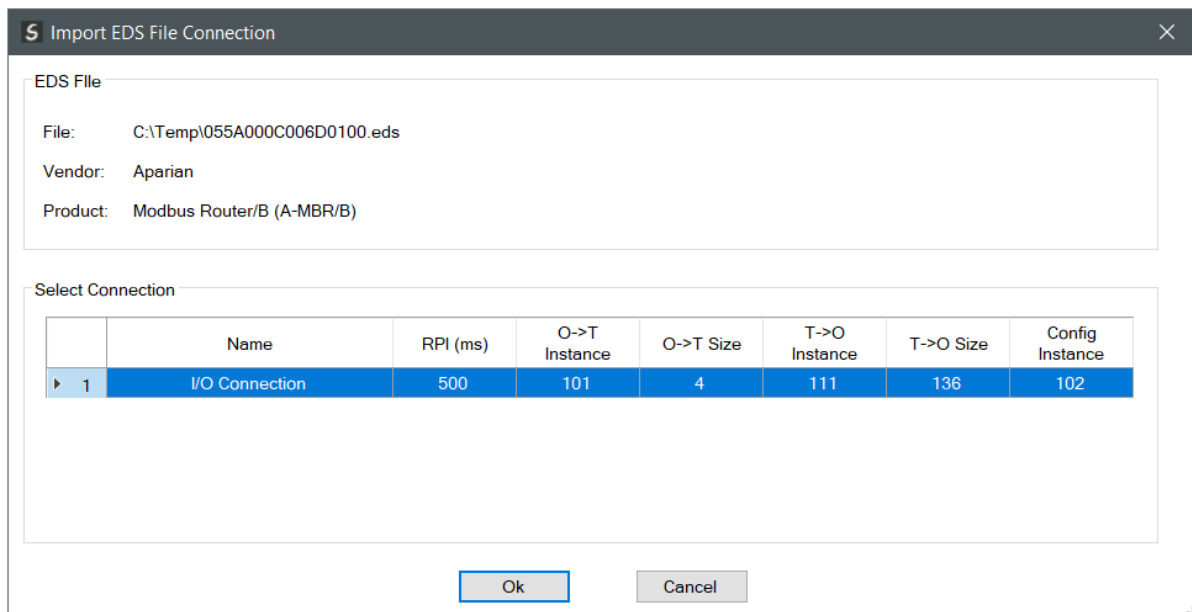 Import EDS File Connection
EDS FIle
File: C:\Temp\055A000C006D0100.eds
Vendor: Aparian
Product: Modbus Router/B (A-MBR/B)
Select Connection
Name RPI (ms) O->T Instance O->T Size T->O Instance T->O Size Config Instance
1 I/O Connection 500 101 4 111 136 102
Ok Cancel